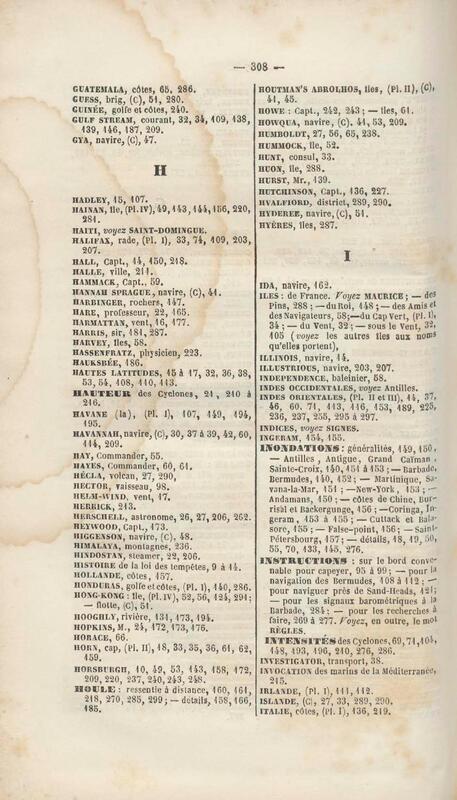 — 308 —
GUATEMALA, côtes, 65, 286.
GUESS, brig, (C), 51, 280.
GUINÉE, golfe et côtes, 240.
GULF STREAM, courant, 32, 34, 109, 138,
139, 146, 187, 209.
GYA, navire, (C), 47.
H
HADLEY, 15, 107.
HAINAN, île, (Pl. IV), 49, 143, 144, 156, 220,
281.
HAITI, voyez SAINT-DOMINGUE.
HALIFAX, rade, (Pl. I), 33, 74, 109, 203,
207.
HALL, Capt., 14, 150, 218.
HALLE, ville, 211.
HAMMACK, Capt.. 59.
HANNAH SPRAGUE, navire, (C), 41.
HARBINGER, rochers, 147.
HARE, professeur, 22, 165.
HARMATTAN, vent, 16, 177.
HARRIS, sir, 181, 287.
HARVEY, îles, 58.
HASSENFRATZ, physicien, 223.
HAUKSBÉE, 186.
HAUTES LATITUDES, 15 à 17, 32, 36, 38,
53, 54, 108, 110, 113.
HAUTEUR des Cyclones, 21, 210 à
216.
HAVANE (la), (Pl. I), 107, 149, 194,
195.
HAVANNAH, navire, (C), 30, 37 à 39, 42, 60,
114, 209.
HAY, Commander, 55.
HAYES, Commander, 60, 61.
HÉCLA, volcan, 27, 290.
HECTOR, vaisseau, 98.
HELM-WIND, vent, 17.
HERRICK, 213.
HERSCHELL, astronome, 26, 27, 206, 262.
HEYWOOD, Capt., 173.
HIGGENSON, navire, (C), 48.
HIMALAYA, montagnes, 236.
HINDOSTAN, steamer, 22, 206.
HISTOIRE de la loi des tempêtes, 9 à 14.
HOLLANDE, côtes, 157.
HONDURAS, golfe et côtes, (Pl. I), 140, 286.
HONG-KONG: île, (Pl. IV), 52, 56, 124, 291;
— flotte, (C), 51.
HOOGHLY, rivière, 131, 173, 194.
HOPKINS, M., 24, 172, 173, 176.
HORACE, 66.
HORN, cap, (Pl. II), 18, 33, 35, 36, 61, 62,
159.
HORSBURGH, 10, 49, 53, 143, 158, 172,
209, 220, 237, 240, 243, 248.
HOULE: ressentie à distance, 160, 161,
218, 270, 285, 299; — détails, 158, 166,
185.
HOUTMAN'S ABROLHOS, îles, (Pl. II), (C),
41, 45.
HOWE: Capt., 242, 243; — îles, 61.
HOWQUA, navire, (C). 41, 53, 209.
HUMBOLDT, 27, 56, 65, 238.
HUMMOCK, île, 52.
HUNT, consul, 33.
HUON, île, 288.
HURST, Mr., 139.
HUTCHINSON, Capt., 136, 227.
HVALFIORD, district, 289, 290.
HYDEREE, navire, (C), 51.
HYÈRES, îles, 287.
I
IDA, navire, 162.
ILES: de France. Voyez MAURICE; — des
Pins, 288; — du Roi, 148; — des Amis et
des Navigateurs, 58; — du Cap Vert, (Pl. I),
34; — du Vent, 32; — sous le Vent, 32,
105 (voyez les autres îles aux noms
qu'elles portent),
ILLINOIS, navire, 14.
ILLUSTRIOUS, navire, 203, 207.
INDEPENDENCE, baleinier, 58.
INDES OCCIDENTALES, voyez Antilles.
INDES ORIENTALES, (Pl. II et III), 44, 37,
46, 60, 71, 113, 116, 153, 189, 225,
236, 237, 255, 295 à 297.
INDICES, voyez SIGNES.
INGERAM, 454, 155.
INONDATIONS: généralités, 149, 150,
— Antilles, Antigue, Grand Caïman,
Sainte-Croix, 140, 151 à 153; — Barbade,
Bermudes, 140, 152; — Martinique, Sa-
vana-la-Mar, 151; — New-York, 153; —
Andamans, 150; — côtes de Chine, Bur-
risal et Backergunge, 156; — Coringa, In-
geram, 153 à 155; — Cuttack et Bala-
sore, 155; — False-point, 156; — Saint-
Pétersbourg, 157; — détails, 18, 49, 50,
55, 70, 133, 145, 276.
INSTRUCTIONS: sur le bord conve-
nable pour capeyer, 95 à 99; — pour la
navigation des Bermudes, 108 à 112; —
pour naviguer près de Sand-Heads, 121;
— pour les signaux barométriques à la
Barbade, 284; — pour les recherches à
faire, 269 à 277. Voyez, en outre, le mot
RÈGLES.
INTENSITÉS des Cyclones, 69, 71, 104,
148, 193, 196, 210, 276, 286.
INVESTIGATOR, transport, 38.
INVOCATION des marins de la Méditerranée,
215.
IRLANDE, (Pl. I), 111, 112.
ISLANDE, (C), 27, 33, 289, 290.
ITALIE, côtes, (Pl. I), 136, 219.